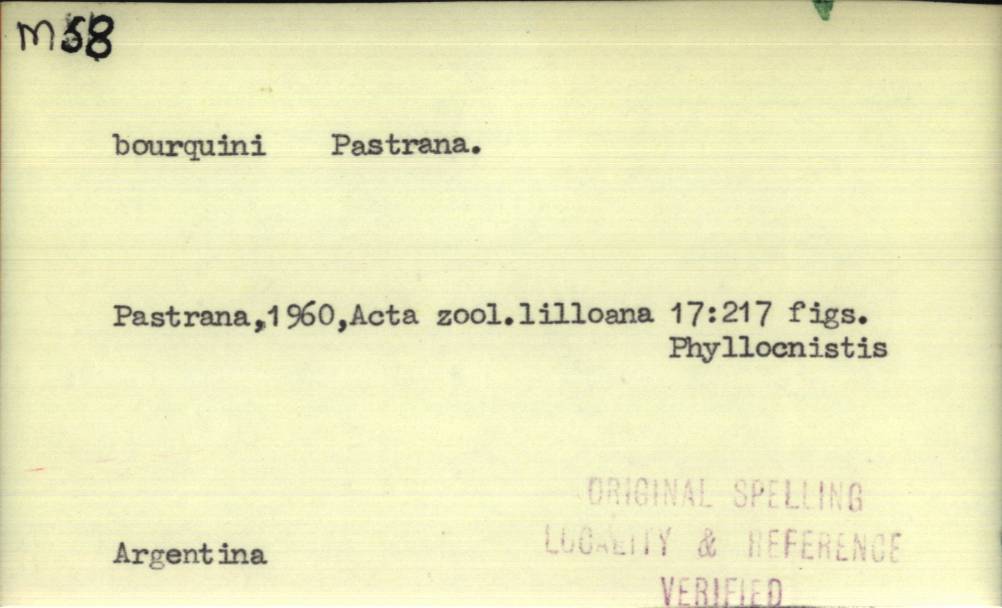 M58
bourquini Pastrana.
Pastrana,1960,Acta zool.lilloana 17:217 figs.
Phyllocnistis
ORIGINAL SPELLING
LOCALITY & REFERENCE
VERIFIED
Argentina